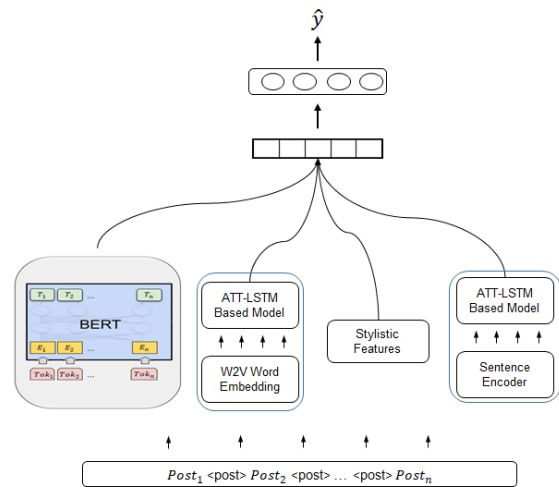 ŷ
T₁ T₂ ... Tₙ
BERT
E₁ E₂ ... Eₙ
Tok₁ Tok₂ ... Tokₙ
ATT-LSTM
Based Model
W2V Word
Embedding
Stylistic
Features
ATT-LSTM
Based Model
Sentence
Encoder
Post₁ <post> Post₂ <post> ... <post> Postₙ